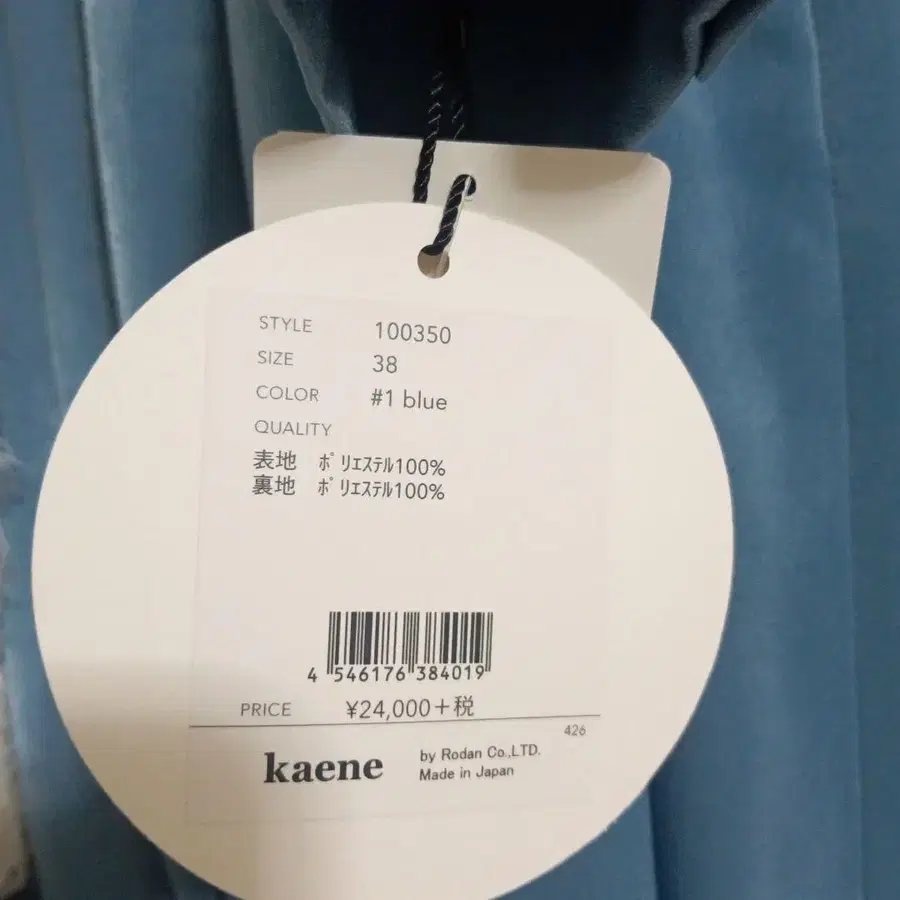 STYLE 100350
SIZE 38
COLOR #1 blue
QUALITY
表地 ﾎﾟﾘｴｽﾃﾙ100%
裏地 ﾎﾟﾘｴｽﾃﾙ100%
4 546176 384019
PRICE ¥24,000+税
426
kaene by Rodan Co.,LTD.
Made in Japan